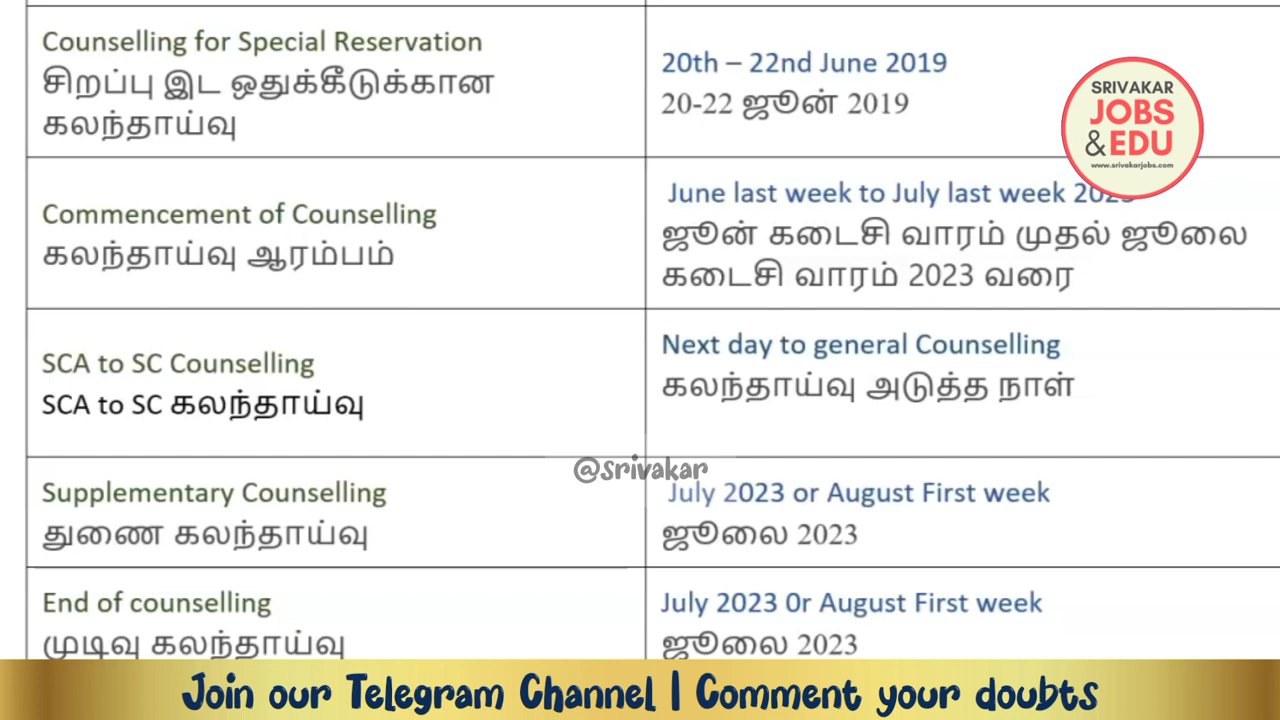 Counselling for Special Reservation
சிறப்பு இட ஒதுக்கீடுக்கான
கலந்தாய்வு
20th – 22nd June 2019
20-22 ஜூன் 2019
SRIVAKAR
JOBS
&EDU
www.srivakarjobs.com
Commencement of Counselling
கலந்தாய்வு ஆரம்பம்
June last week to July last week 2023
ஜூன் கடைசி வாரம் முதல் ஜூலை
கடைசி வாரம் 2023 வரை
SCA to SC Counselling
SCA to SC கலந்தாய்வு
Next day to general Counselling
கலந்தாய்வு அடுத்த நாள்
@srivakar
Supplementary Counselling
துணை கலந்தாய்வு
July 2023 or August First week
ஜூலை 2023
End of counselling
முடிவு கலந்தாய்வு
July 2023 0r August First week
ஜூலை 2023
Join our Telegram Channel | Comment your doubts